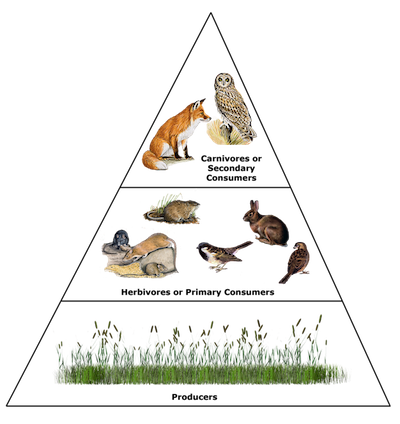 Carnivores or
Secondary
Consumers
Herbivores or Primary Consumers
Producers